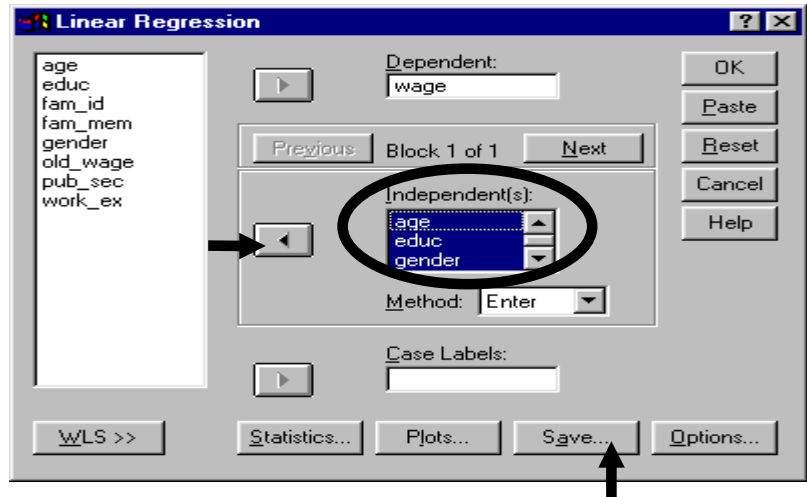 Linear Regression
age
educ
fam_id
fam_mem
gender
old_wage
pub_sec
work_ex
Dependent:
wage
Previous
Block 1 of 1
Next
Independent(s):
age
educ
gender
Method: Enter
Case Labels:
OK
Paste
Reset
Cancel
Help
WLS >>
Statistics...
Plots...
Save...
Options...